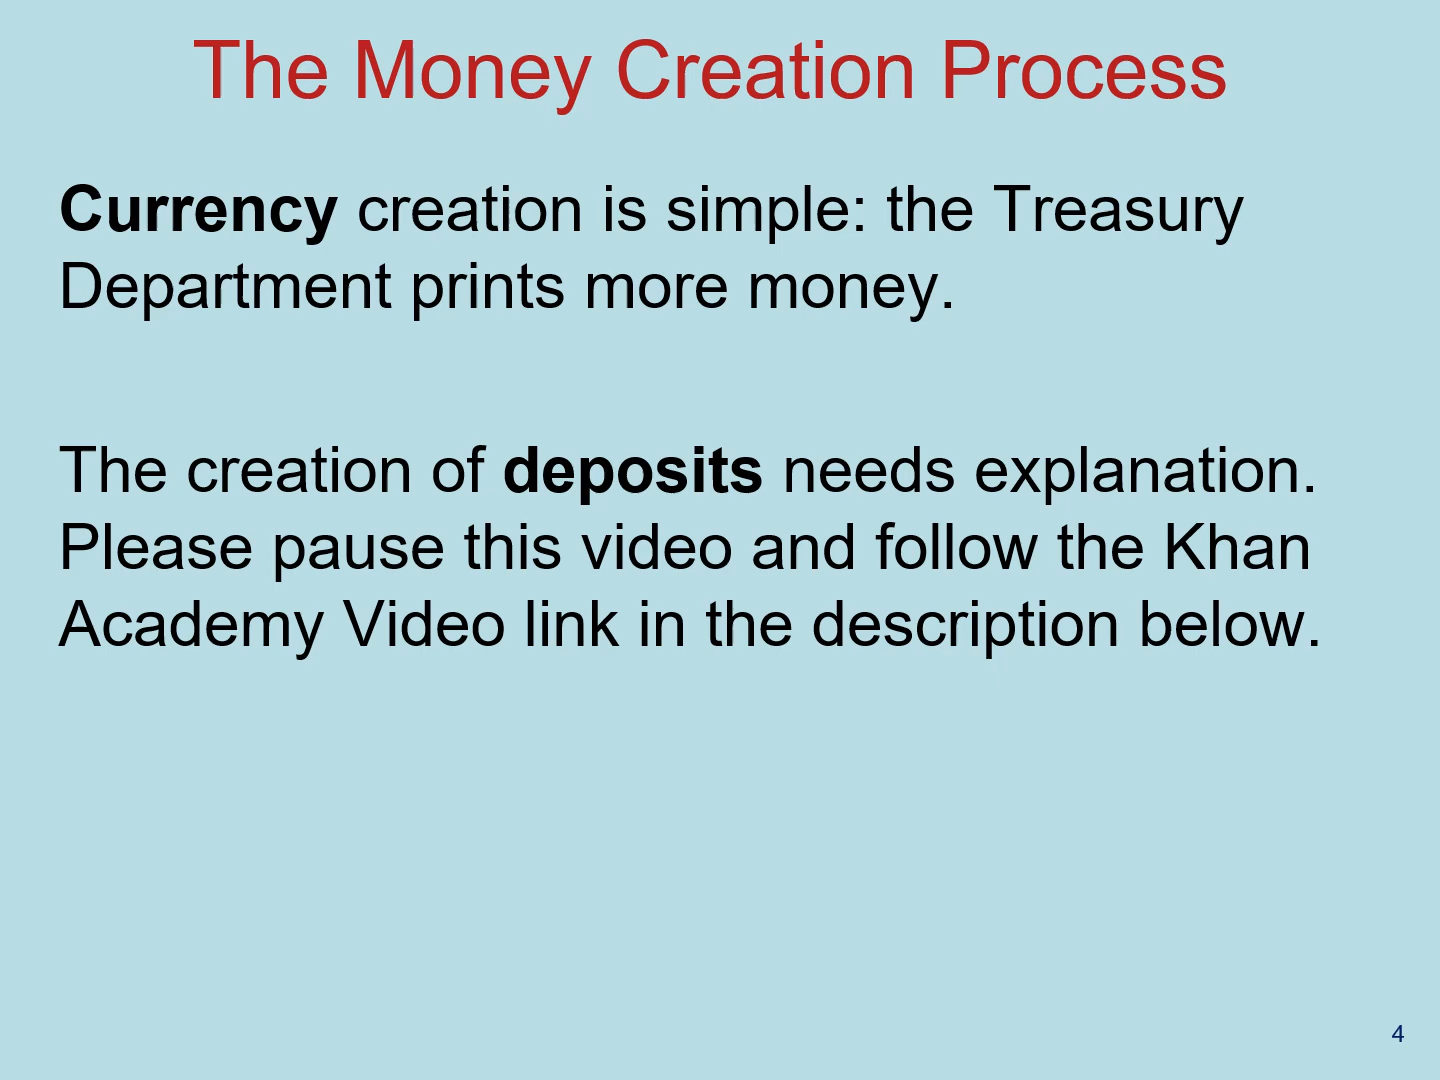 The Money Creation Process
Currency creation is simple: the Treasury
Department prints more money.
The creation of deposits needs explanation.
Please pause this video and follow the Khan
Academy Video link in the description below.
4